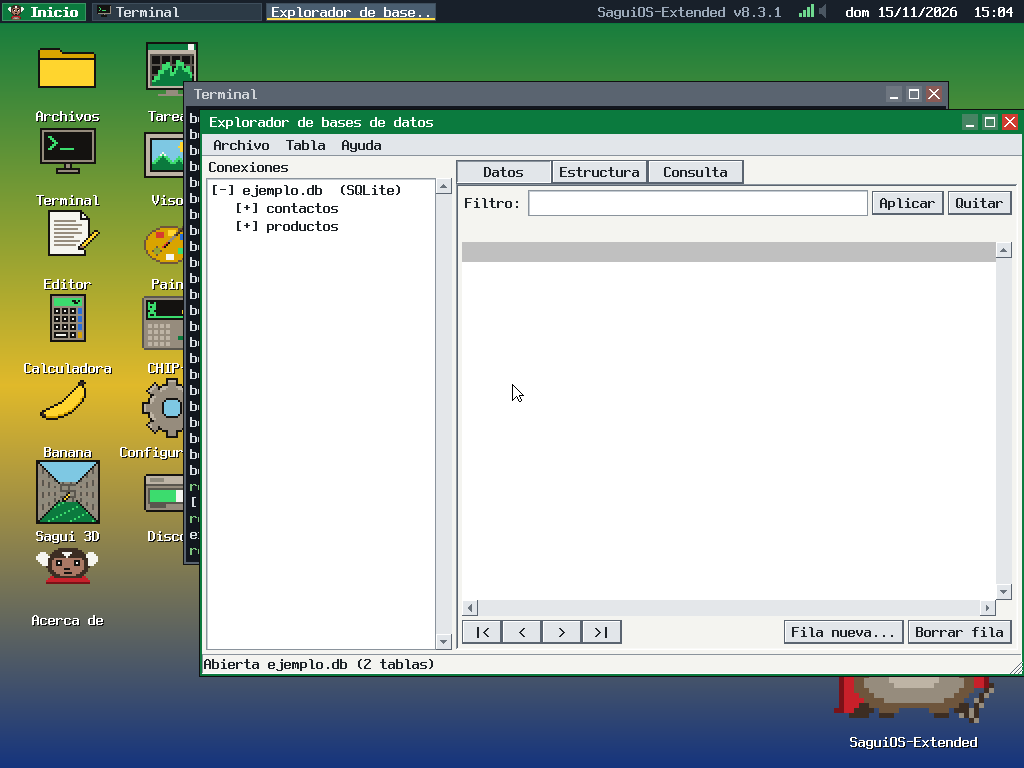 Inicio
Terminal
Explorador de base..
SaguiOS-Extended v8.3.1
dom 15/11/2026
15:04
Archivos
Terminal
Editor
Calculadora
Banana
Sagui 3D
Acerca de
Terminal
Explorador de bases de datos
Archivo Tabla Ayuda
Conexiones
[-] ejemplo.db (SQLite)
[+] contactos
[+] productos
Datos Estructura Consulta
Filtro: Aplicar Quitar
|< < > >| Fila nueva... Borrar fila
Abierta ejemplo.db (2 tablas)
SaguiOS-Extended